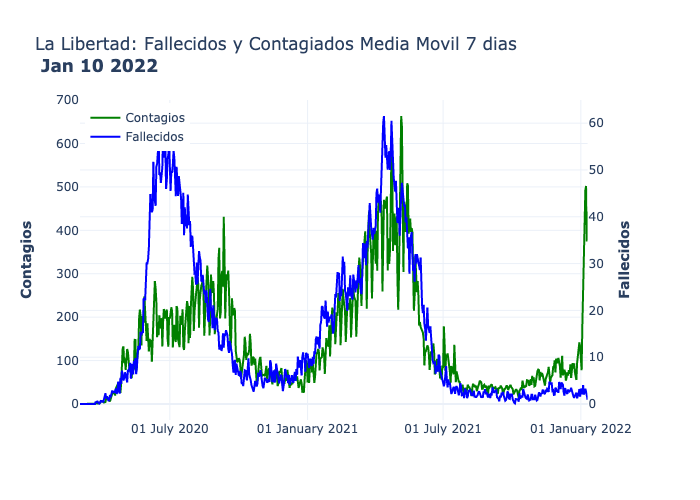 La Libertad: Fallecidos y Contagiados Media Movil 7 dias
Jan 10 2022
Contagios
Fallecidos
700
600
500
400
300
200
100
0
Contagios
60
50
40
30
20
10
0
Fallecidos
01 July 2020
01 January 2021
01 July 2021
01 January 2022